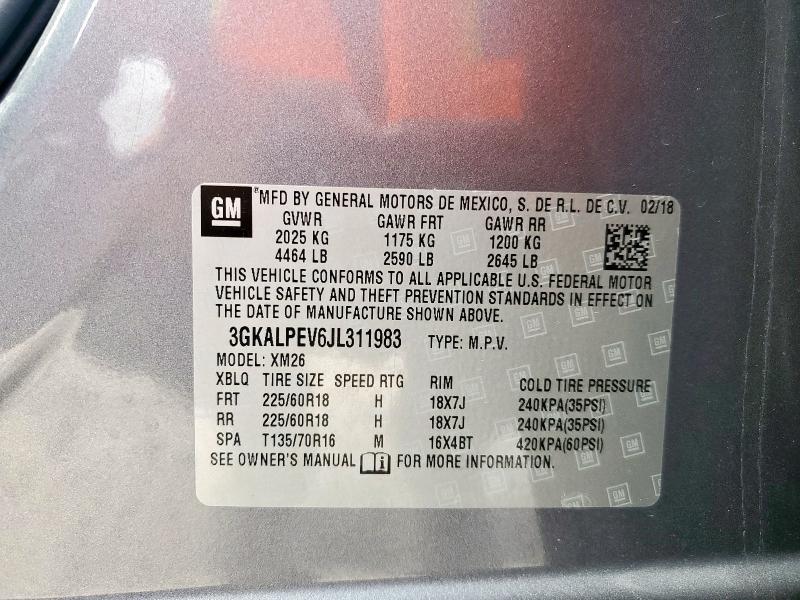 GM ®MFD BY GENERAL MOTORS DE MEXICO, S. DE R.L. DE C.V. 02/18
GVWR GAWR FRT GAWR RR
2025 KG 1175 KG 1200 KG
4464 LB 2590 LB 2645 LB
THIS VEHICLE CONFORMS TO ALL APPLICABLE U.S. FEDERAL MOTOR
VEHICLE SAFETY AND THEFT PREVENTION STANDARDS IN EFFECT ON
THE DATE OF MANUFACTURE SHOWN ABOVE.
3GKALPEV6JL311983 TYPE: M.P.V.
MODEL: XM26
XBLQ TIRE SIZE SPEED RTG RIM COLD TIRE PRESSURE
FRT 225/60R18 H 18X7J 240KPA(35PSI)
RR 225/60R18 H 18X7J 240KPA(35PSI)
SPA T135/70R16 M 16X4BT 420KPA(60PSI)
SEE OWNER'S MANUAL FOR MORE INFORMATION.